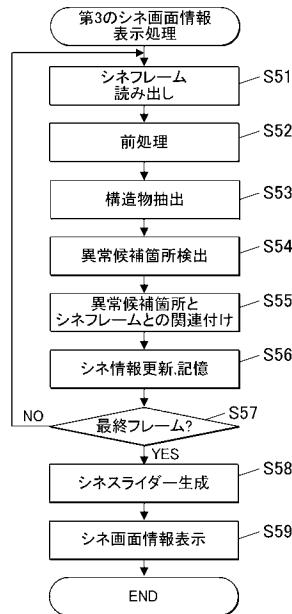 第3のシネ画面情報
表示処理
シネフレーム
読み出し
S51
前処理
S52
構造物抽出
S53
異常候補箇所検出
S54
異常候補箇所と
シネフレームとの関連付け
S55
シネ情報更新,記憶
S56
最終フレーム?
S57
NO
YES
シネスライダー生成
S58
シネ画面情報表示
S59
END